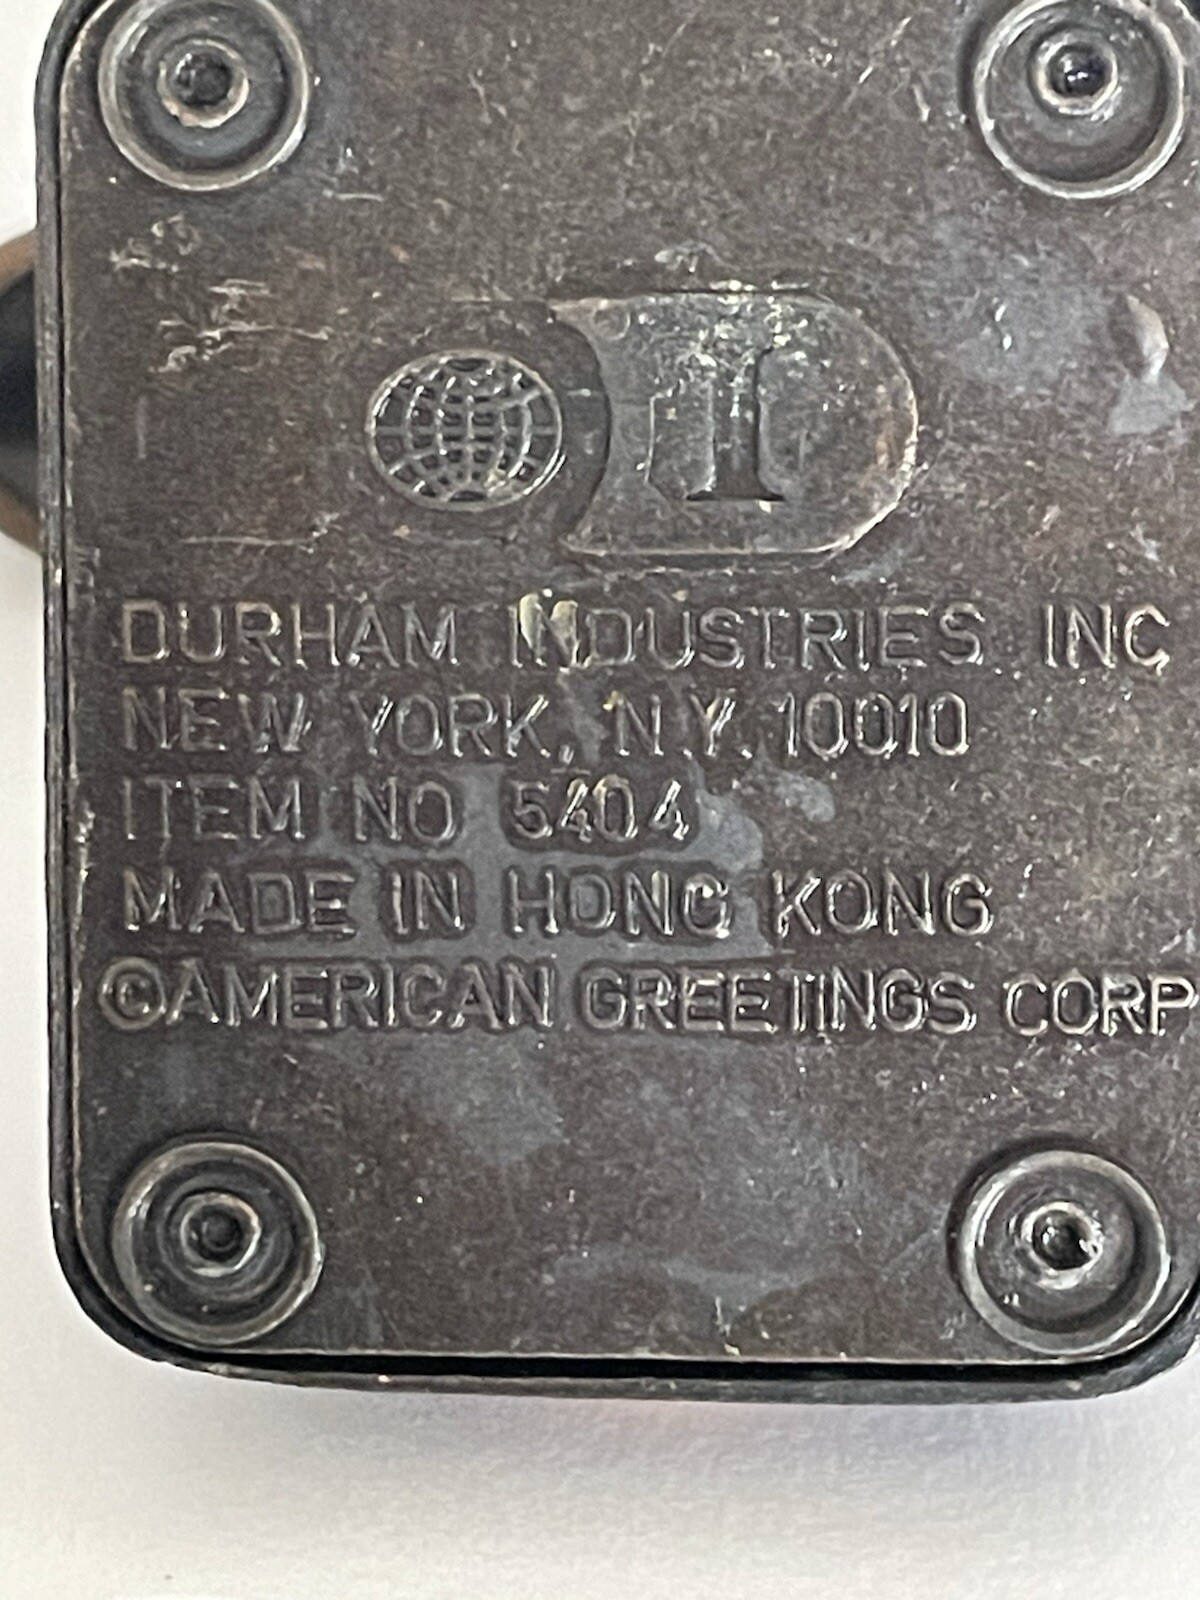 I
DURHAM INDUSTRIES INC
NEW YORK, N.Y. 10010
ITEM NO 5404
MADE IN HONG KONG
©AMERICAN GREETINGS CORP